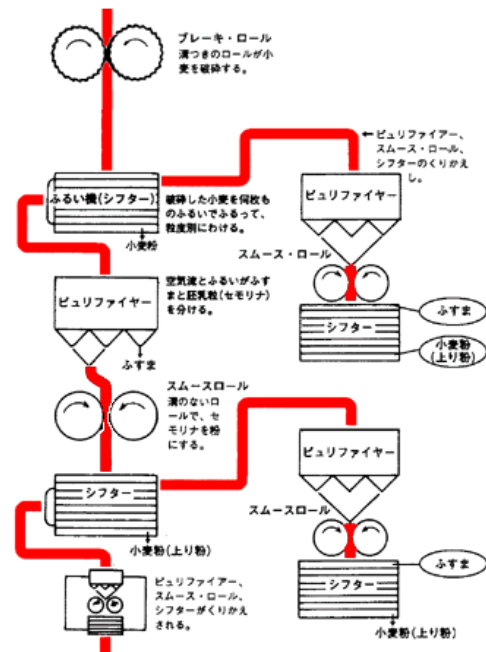 ブレーキ・ロール
溝つきのロールが小
麦を破砕する。
ピュリファイアー、
スムース・ロール、
シフターのくりかえ
し。
ふるい機(シフター)
破砕した小麦を何枚も
のふるいでふるって、
粒度別にわける。
小麦粉
ピュリファイヤー
スムース・ロール
シフター
ふすま
小麦粉
(上り粉)
ピュリファイヤー
空気流とふるいがふす
まと胚乳粒(セモリナ)
を分ける。
ふすま
スムースロール
溝のないロ
ールで、セ
モリナを粉
にする。
シフター
小麦粉(上り粉)
ピュリファイヤー
スムースロール
シフター
ふすま
小麦粉(上り粉)
ピュリファイアー、
スムース・ロール、
シフターがくりかえ
される。